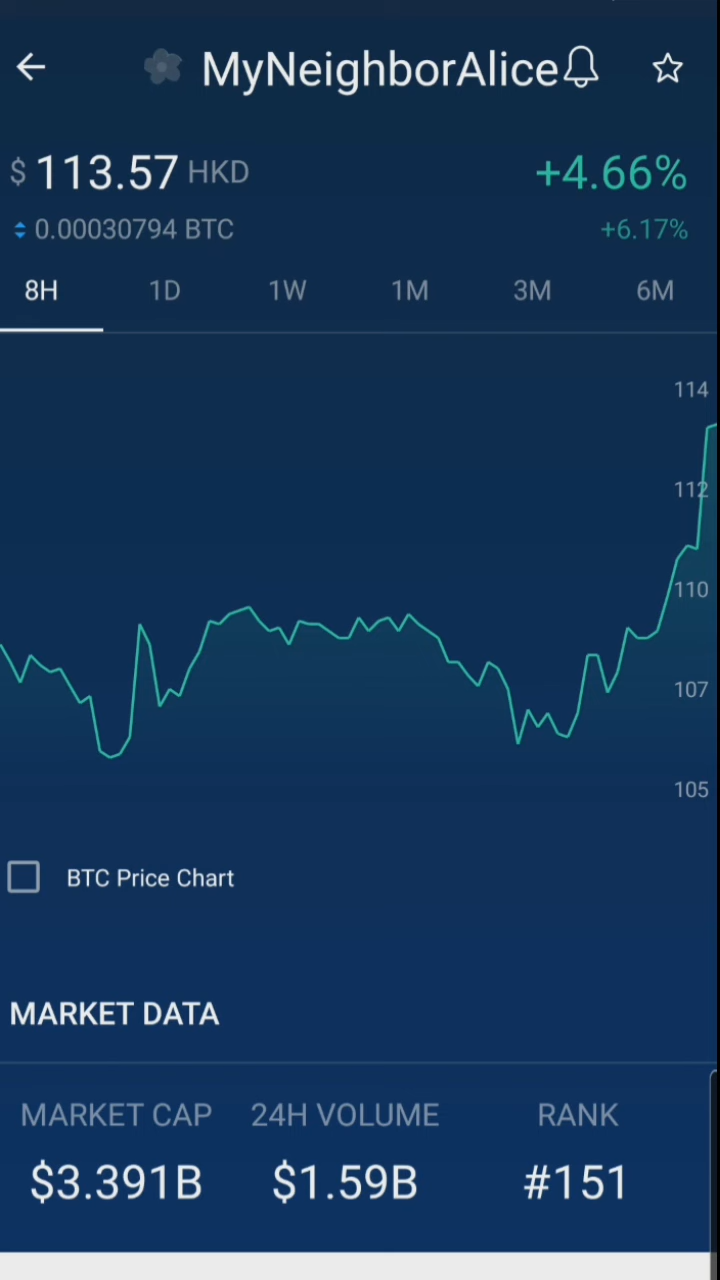 MyNeighborAlice
$ 113.57 HKD +4.66%
0.00030794 BTC +6.17%
8H 1D 1W 1M 3M 6M
114
112
110
107
105
BTC Price Chart
MARKET DATA
MARKET CAP 24H VOLUME RANK
$3.391B $1.59B #151